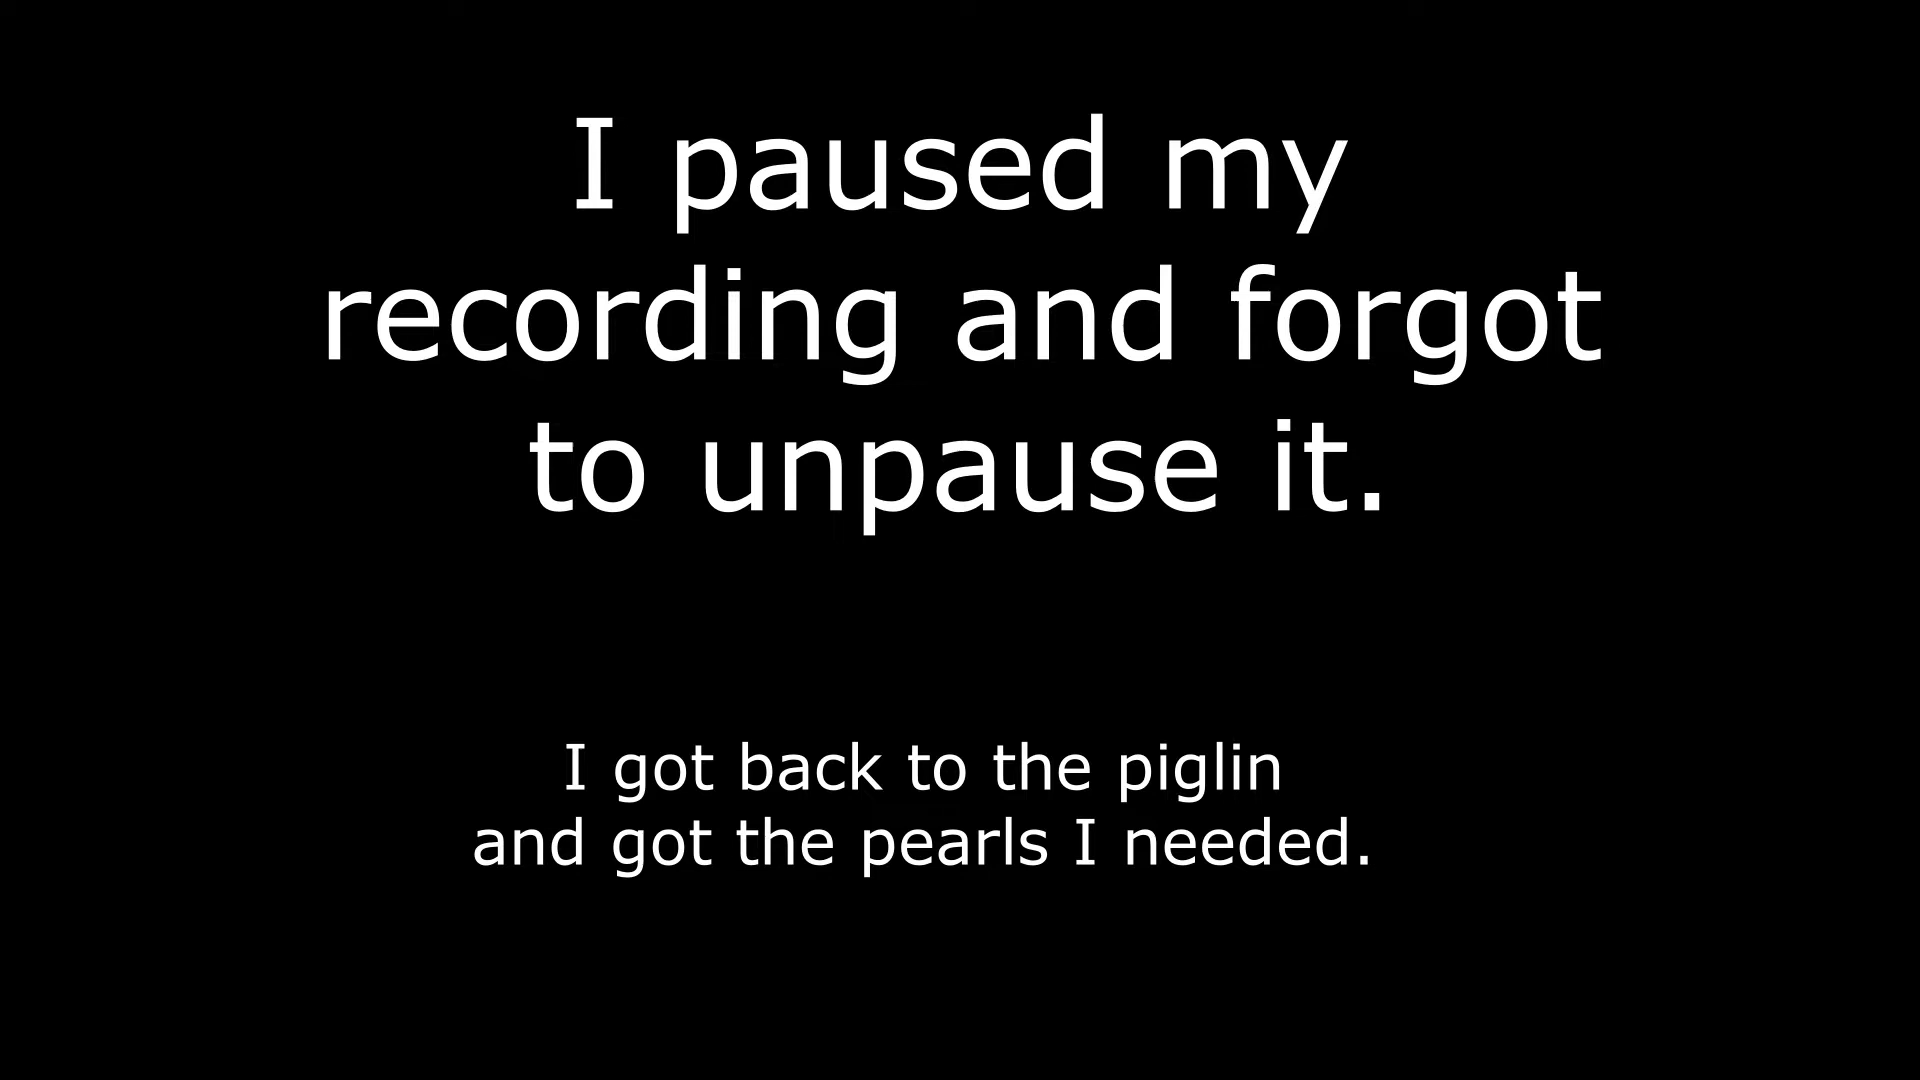 I paused my
recording and forgot
to unpause it.
I got back to the piglin
and got the pearls I needed.